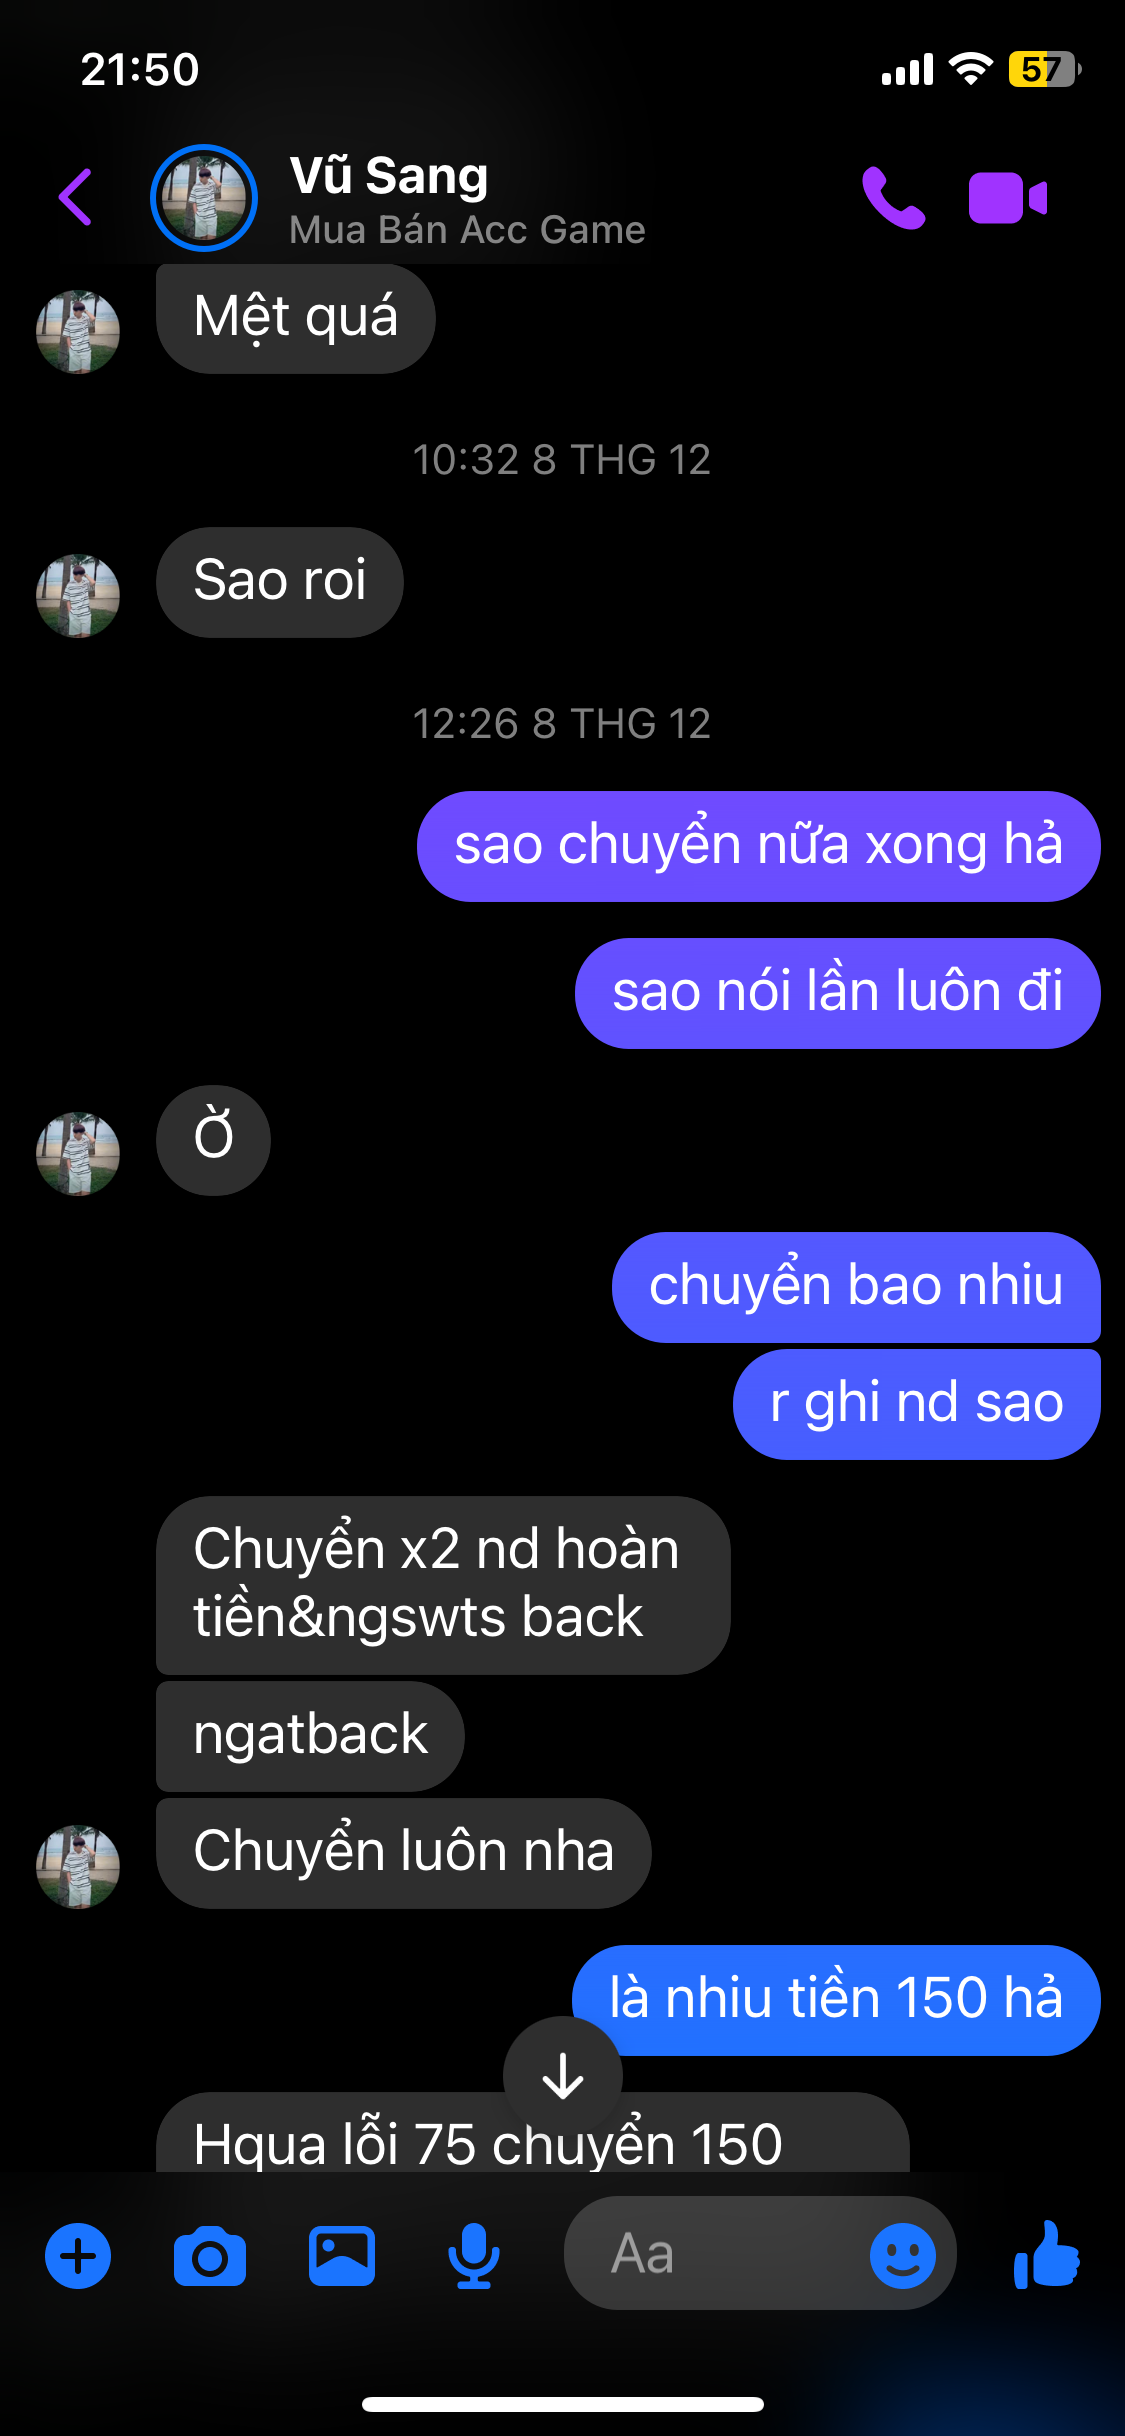 21:50
57
Vũ Sang
Mua Bán Acc Game
Mệt quá
10:32 8 THG 12
Sao roi
12:26 8 THG 12
sao chuyển nữa xong hả
sao nói lần luôn đi
Ờ
chuyển bao nhiu
r ghi nd sao
Chuyển x2 nd hoàn
tiền&ngswts back
ngatback
Chuyển luôn nha
là nhiu tiền 150 hả
Hqua lỗi 75 chuyển 150
Aa